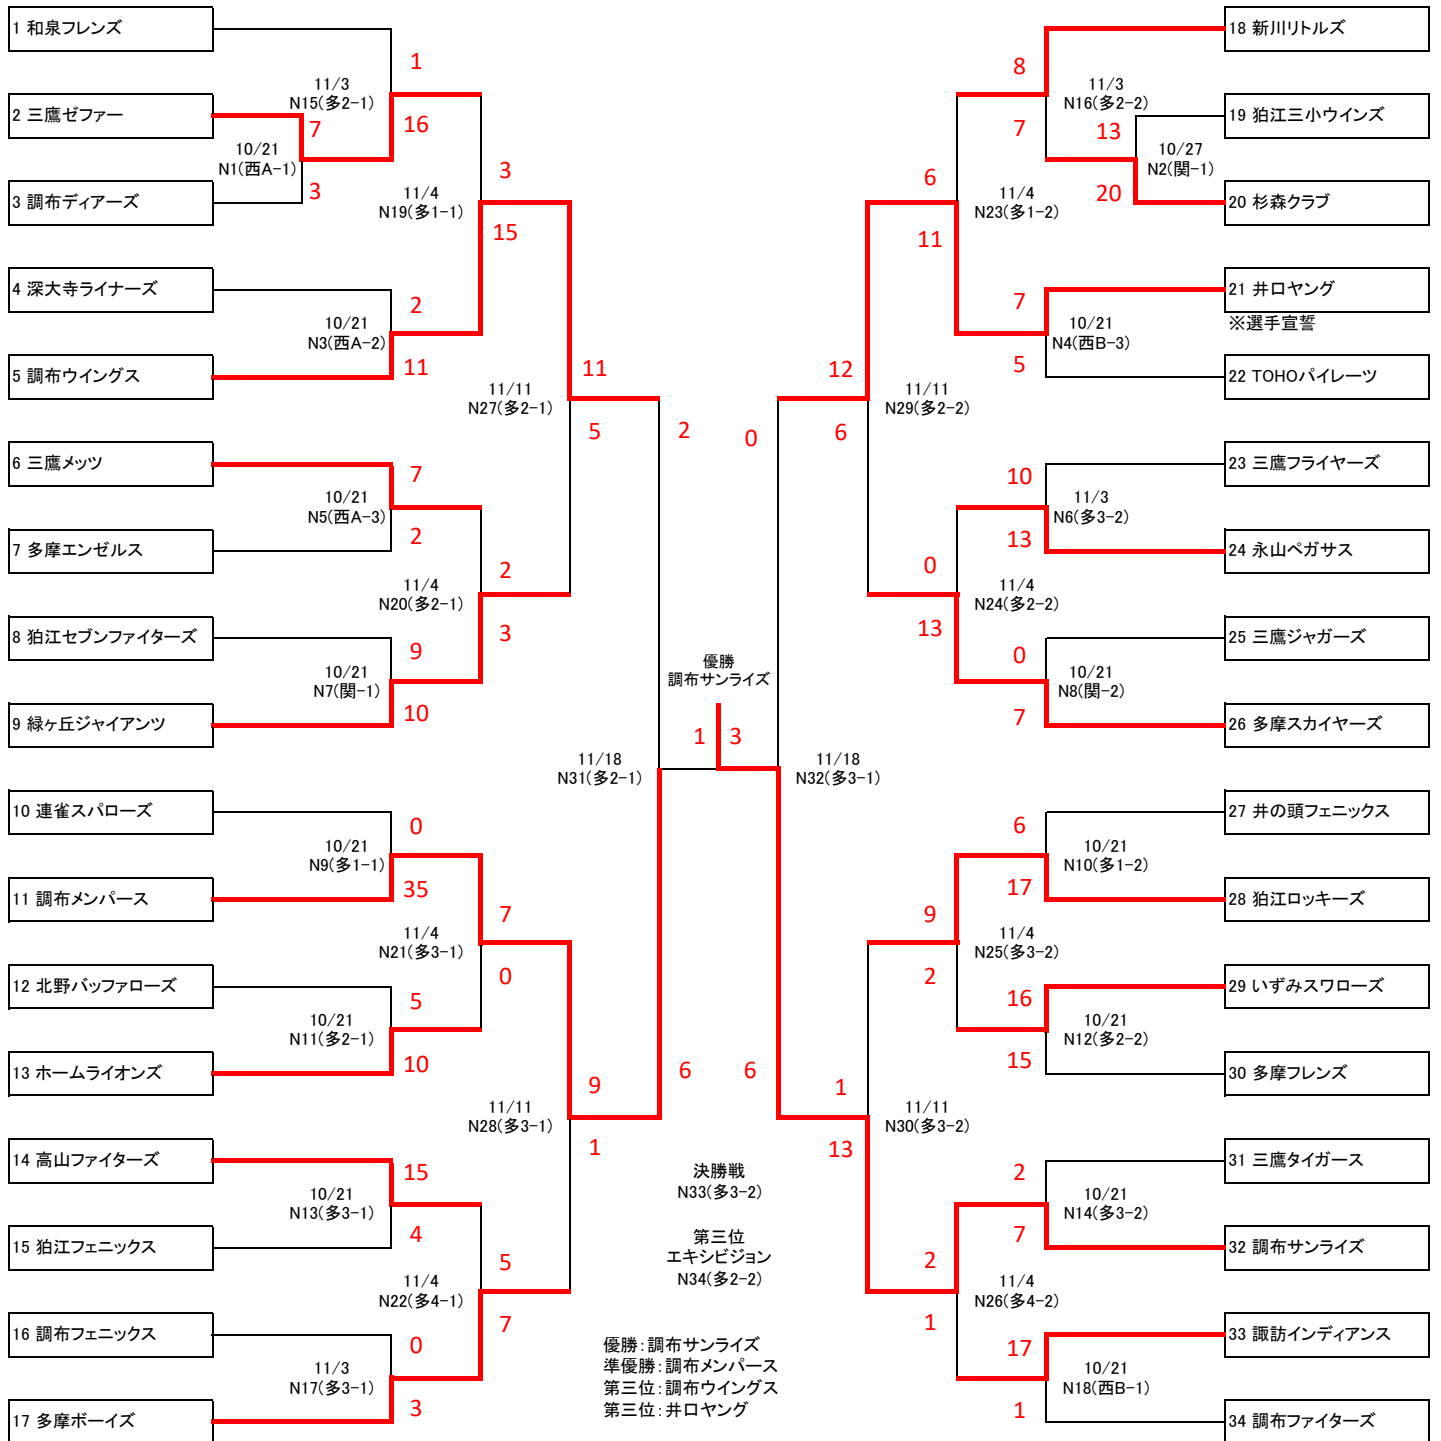 1 和泉フレンズ
1
11/3
N15(多2-1)
2 三鷹ゼファー
7
16
10/21
N1(西A-1)
3
3 調布ディアーズ
3
11/4
N19(多1-1)
15
4 深大寺ライナーズ
2
10/21
N3(西A-2)
11
5 調布ウイングス
11
11/11
N27(多2-1)
5
2
6 三鷹メッツ
7
10/21
N5(西A-3)
2
7 多摩エンゼルス
2
11/4
N20(多2-1)
3
8 狛江セブンファイターズ
9
10/21
N7(関-1)
10
9 緑ヶ丘ジャイアンツ
11/18
N31(多2-1)
10 連雀スパローズ
0
10/21
N9(多1-1)
35
11 調布メンパース
7
11/4
N21(多3-1)
0
12 北野バッファローズ
5
10/21
N11(多2-1)
10
13 ホームライオンズ
9
6
11/11
N28(多3-1)
1
14 高山ファイターズ
15
10/21
N13(多3-1)
4
15 狛江フェニックス
5
11/4
N22(多4-1)
7
16 調布フェニックス
0
11/3
N17(多3-1)
3
17 多摩ボーイズ
優勝
調布サンライズ
1
3
決勝戦
N33(多3-2)
第三位
エキシビジョン
N34(多2-2)
優勝：調布サンライズ
準優勝：調布メンパース
第三位：調布ウイングス
第三位：井口ヤング
18 新川リトルズ
8
11/3
N16(多2-2)
7
13
19 狛江三小ウインズ
10/27
N2(関-1)
20
20 杉森クラブ
6
11/4
N23(多1-2)
11
7
21 井口ヤング
※選手宣誓
10/21
N4(西B-3)
5
22 TOHOパイレーツ
12
11/11
N29(多2-2)
0
6
10
23 三鷹フライヤーズ
11/3
N6(多3-2)
13
24 永山ペガサス
0
11/4
N24(多2-2)
13
0
25 三鷹ジャガーズ
10/21
N8(関-2)
7
26 多摩スカイヤーズ
11/18
N32(多3-1)
6
27 井の頭フェニックス
10/21
N10(多1-2)
17
28 狛江ロッキーズ
9
11/4
N25(多3-2)
2
16
29 いずみスワローズ
10/21
N12(多2-2)
15
30 多摩フレンズ
6
1
11/11
N30(多3-2)
13
2
31 三鷹タイガース
10/21
N14(多3-2)
7
32 調布サンライズ
2
11/4
N26(多4-2)
1
17
33 諏訪インディアンス
10/21
N18(西B-1)
1
34 調布ファイターズ